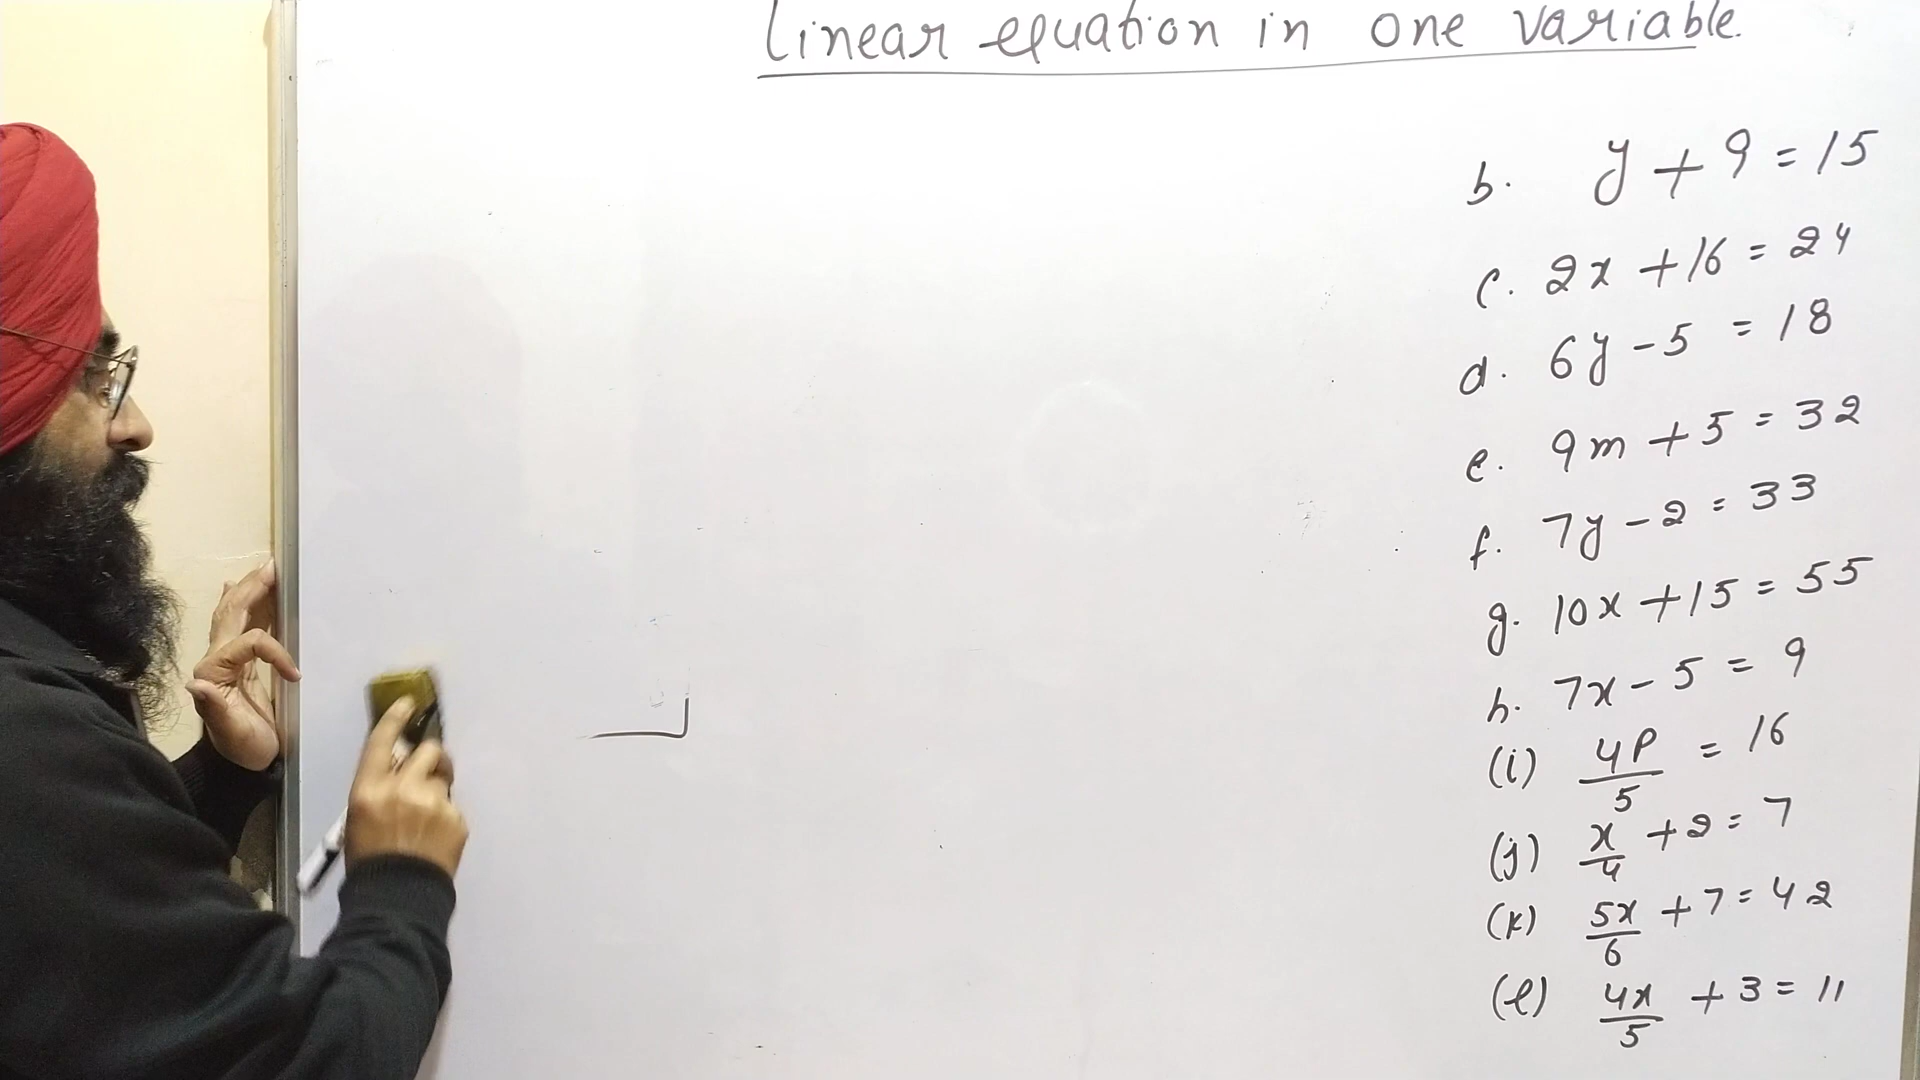 Linear equation in one variable.
b. y + 9 = 15
c. 2x + 16 = 24
d. 6y - 5 = 18
e. 9m + 5 = 32
f. 7y - 2 = 33
g. 10x + 15 = 55
h. 7x - 5 = 9
(i) 4P/5 = 16
(j) x/4 + 2 = 7
(k) 5x/6 + 7 = 42
(l) 4x/5 + 3 = 11